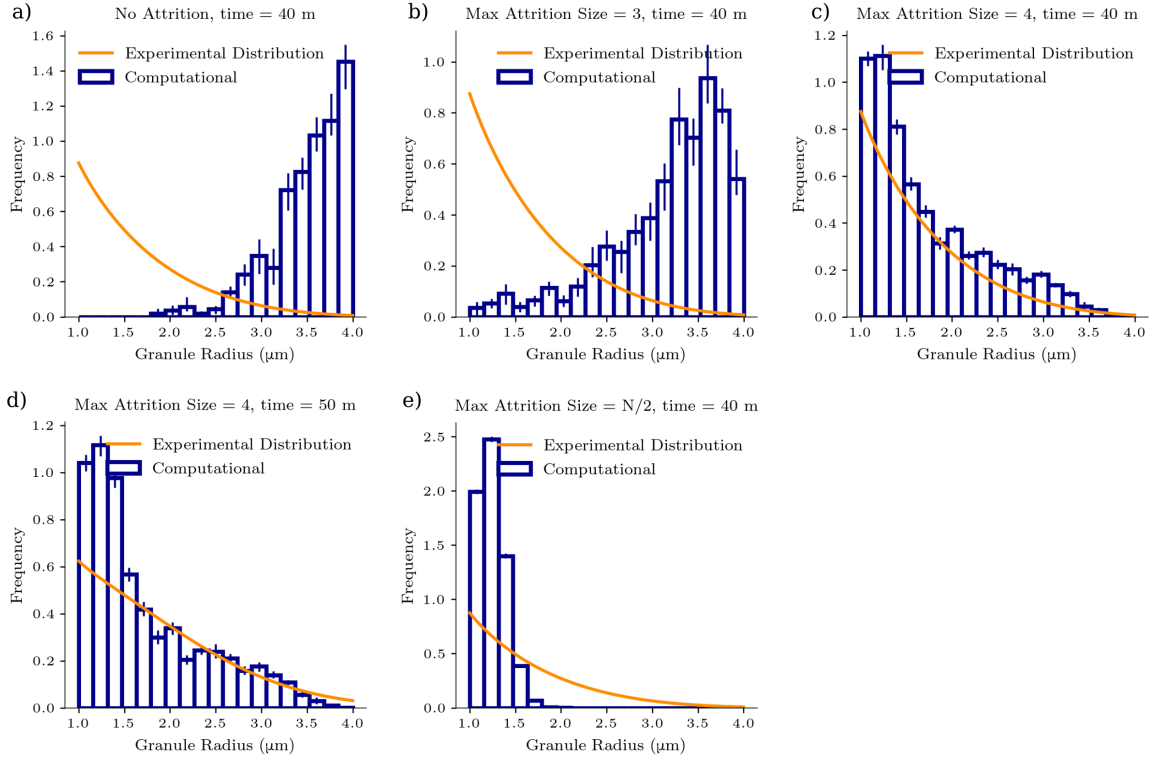 a)
No Attrition, time = 40 m
Experimental Distribution
Computational
1.6
1.4
1.2
1.0
0.8
0.6
0.4
0.2
0.0
Frequency
1.0 1.5 2.0 2.5 3.0 3.5 4.0
Granule Radius (μm)
b)
Max Attrition Size = 3, time = 40 m
Experimental Distribution
Computational
1.0
0.8
0.6
0.4
0.2
0.0
Frequency
1.0 1.5 2.0 2.5 3.0 3.5 4.0
Granule Radius (μm)
c)
Max Attrition Size = 4, time = 40 m
Experimental Distribution
Computational
1.2
1.0
0.8
0.6
0.4
0.2
0.0
Frequency
1.0 1.5 2.0 2.5 3.0 3.5 4.0
Granule Radius (μm)
d)
Max Attrition Size = 4, time = 50 m
Experimental Distribution
Computational
1.2
1.0
0.8
0.6
0.4
0.2
0.0
Frequency
1.0 1.5 2.0 2.5 3.0 3.5 4.0
Granule Radius (μm)
e)
Max Attrition Size = N/2, time = 40 m
Experimental Distribution
Computational
2.5
2.0
1.5
1.0
0.5
0.0
Frequency
1.0 1.5 2.0 2.5 3.0 3.5 4.0
Granule Radius (μm)